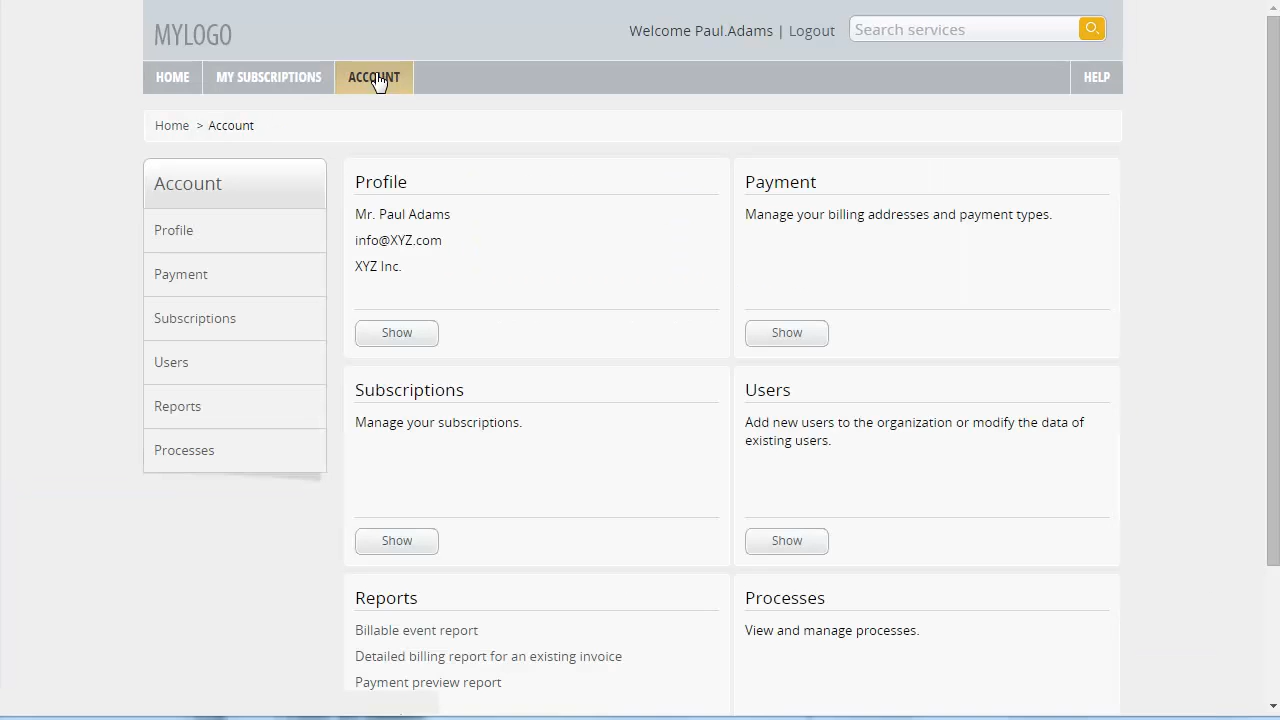 MYLOGO
Welcome Paul.Adams | Logout
Search services
HOME
MY SUBSCRIPTIONS
ACCOUNT
HELP
Home > Account
Account
Profile
Payment
Subscriptions
Users
Reports
Processes
Profile
Mr. Paul Adams
info@XYZ.com
XYZ Inc.
Show
Payment
Manage your billing addresses and payment types.
Show
Subscriptions
Manage your subscriptions.
Show
Users
Add new users to the organization or modify the data of
existing users.
Show
Reports
Billable event report
Detailed billing report for an existing invoice
Payment preview report
Processes
View and manage processes.